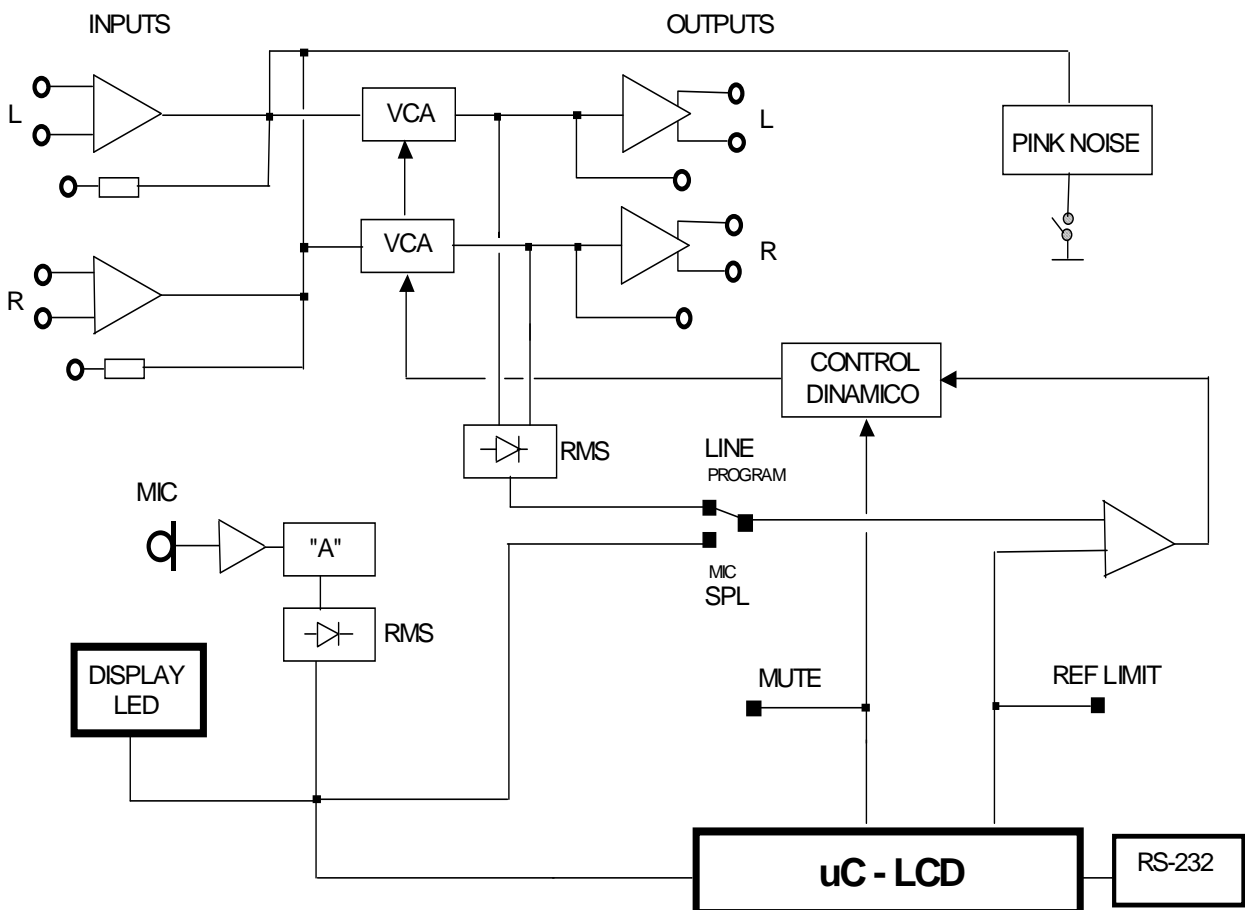 INPUTS
OUTPUTS
L
VCA
L
PINK NOISE
VCA
R
R
CONTROL
DINAMICO
RMS
LINE
PROGRAM
MIC
"A"
MIC
SPL
RMS
DISPLAY
LED
MUTE
REF LIMIT
uC - LCD
RS-232